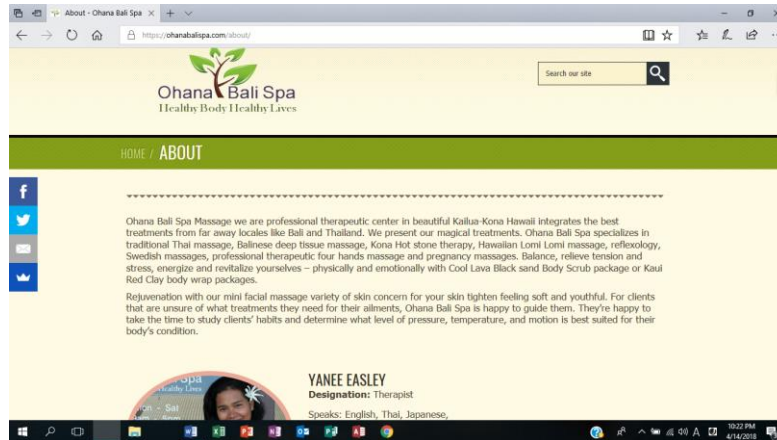 About - Ohana Bali Spa
https://ohanabalispa.com/about/
Ohana Bali Spa
Healthy Body Healthy Lives
Search our site
HOME / ABOUT
Ohana Bali Spa Massage we are professional therapeutic center in beautiful Kailua-Kona Hawaii integrates the best
treatments from far away locales like Bali and Thailand. We present our magical treatments. Ohana Bali Spa specializes in
traditional Thai massage, Balinese deep tissue massage, Kona Hot stone therapy, Hawaiian Lomi Lomi massage, reflexology,
Swedish massages, professional therapeutic four hands massage and pregnancy massages. Balance, relieve tension and
stress, energize and revitalize yourselves – physically and emotionally with Cool Lava Black sand Body Scrub package or Kaui
Red Clay body wrap packages.
Rejuvenation with our mini facial massage variety of skin concern for your skin tighten feeling soft and youthful. For clients
that are unsure of what treatments they need for their ailments, Ohana Bali Spa is happy to guide them. They're happy to
take the time to study clients' habits and determine what level of pressure, temperature, and motion is best suited for their
body's condition.
Spa
Healthy Lives
on - Sat
YANEE EASLEY
Designation: Therapist
Speaks: English, Thai, Japanese,
10:22 PM
4/14/2018